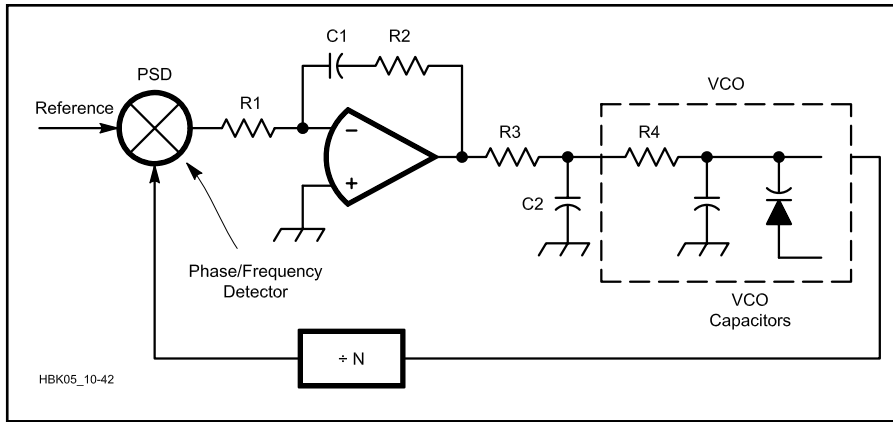 C1
R2
PSD
VCO
Reference
R1
R3
R4
−
+
C2
Phase/Frequency
Detector
VCO
Capacitors
÷ N
HBK05_10-42